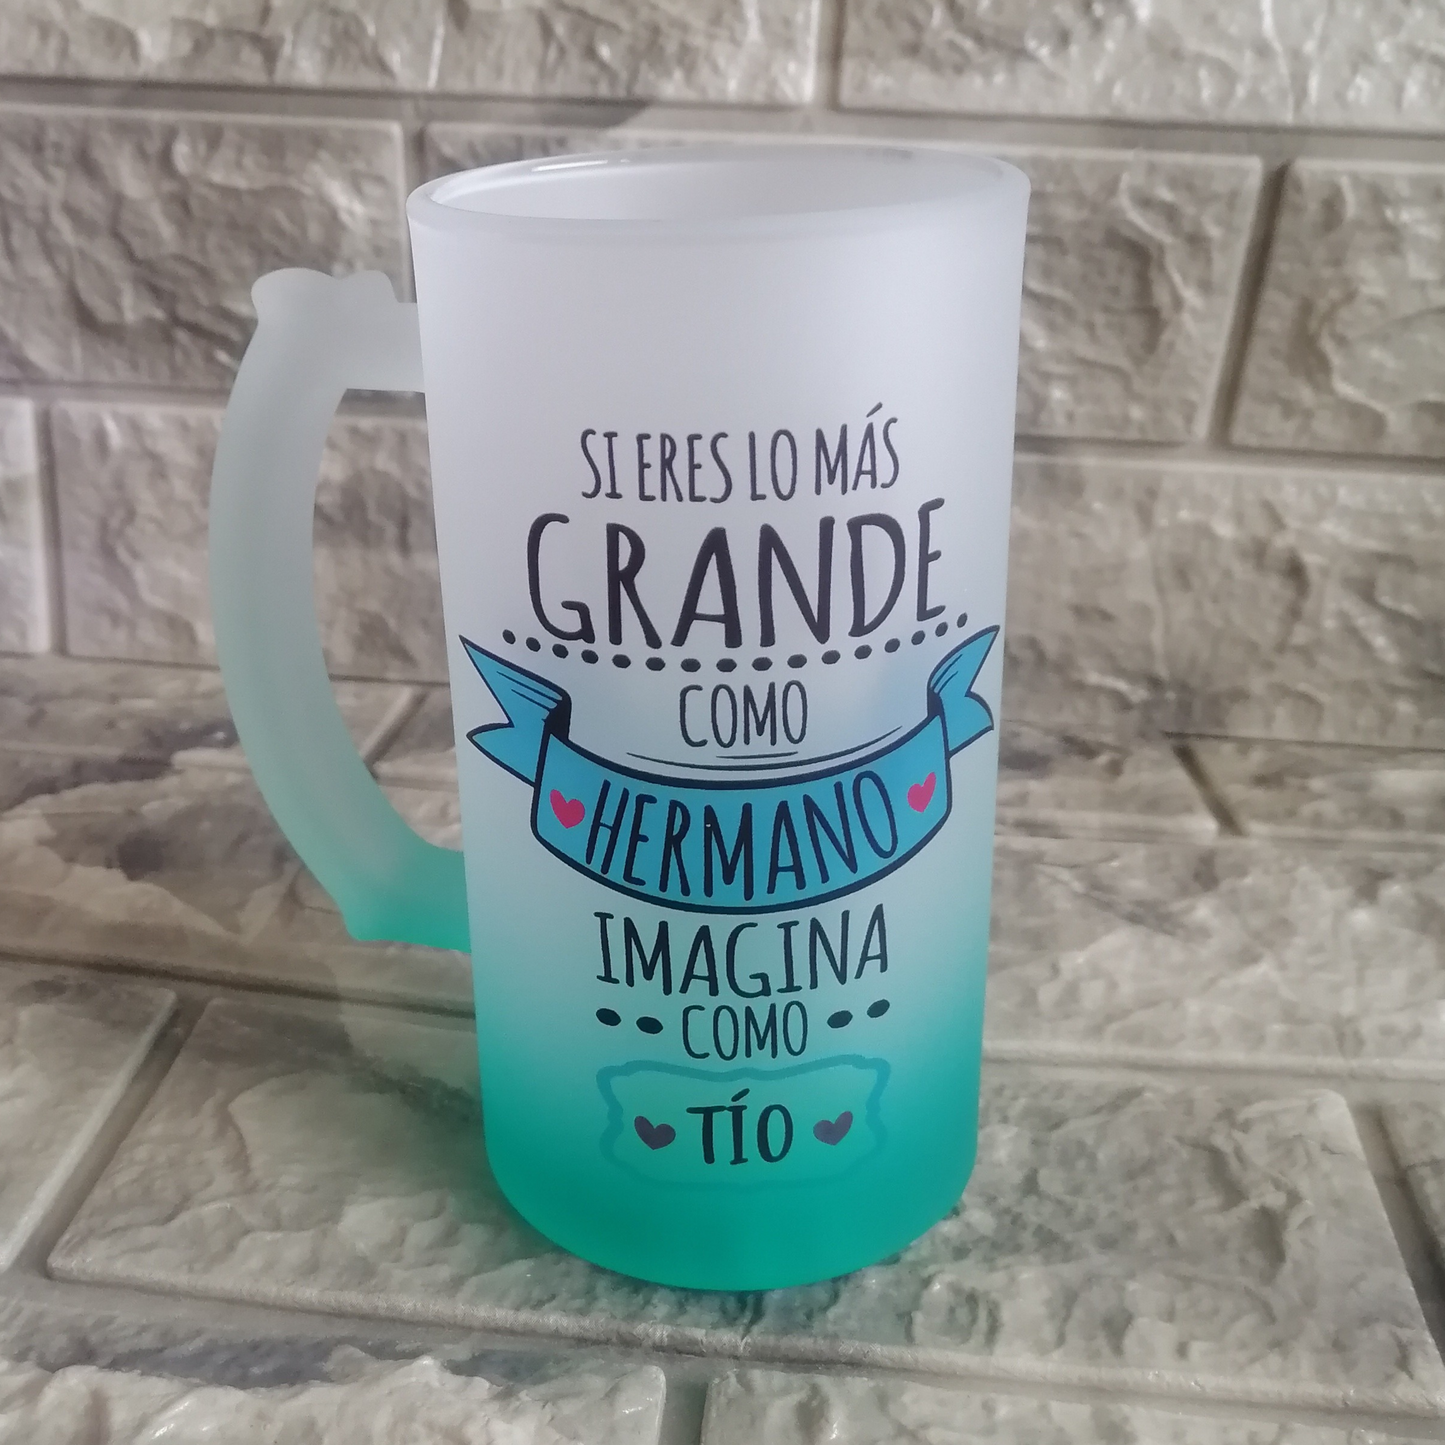 SI ERES LO MÁS
GRANDE
COMO
HERMANO
IMAGINA
COMO
TÍO